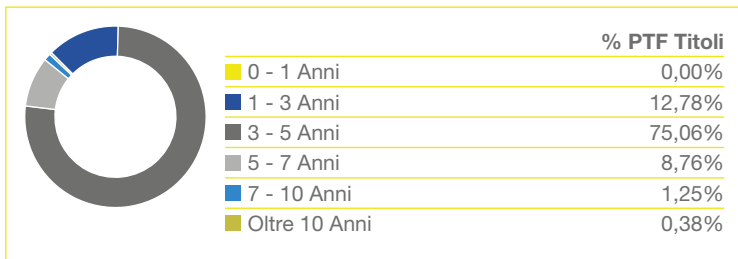 % PTF Titoli
0 - 1 Anni 0,00%
1 - 3 Anni 12,78%
3 - 5 Anni 75,06%
5 - 7 Anni 8,76%
7 - 10 Anni 1,25%
Oltre 10 Anni 0,38%